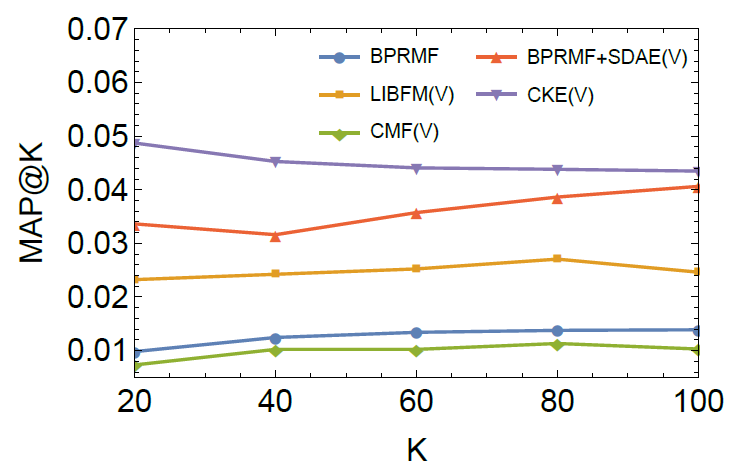 0.07
0.06
0.05
0.04
0.03
0.02
0.01
MAP@K
BPRMF
BPRMF+SDAE(V)
LIBFM(V)
CKE(V)
CMF(V)
20 40 60 80 100
K